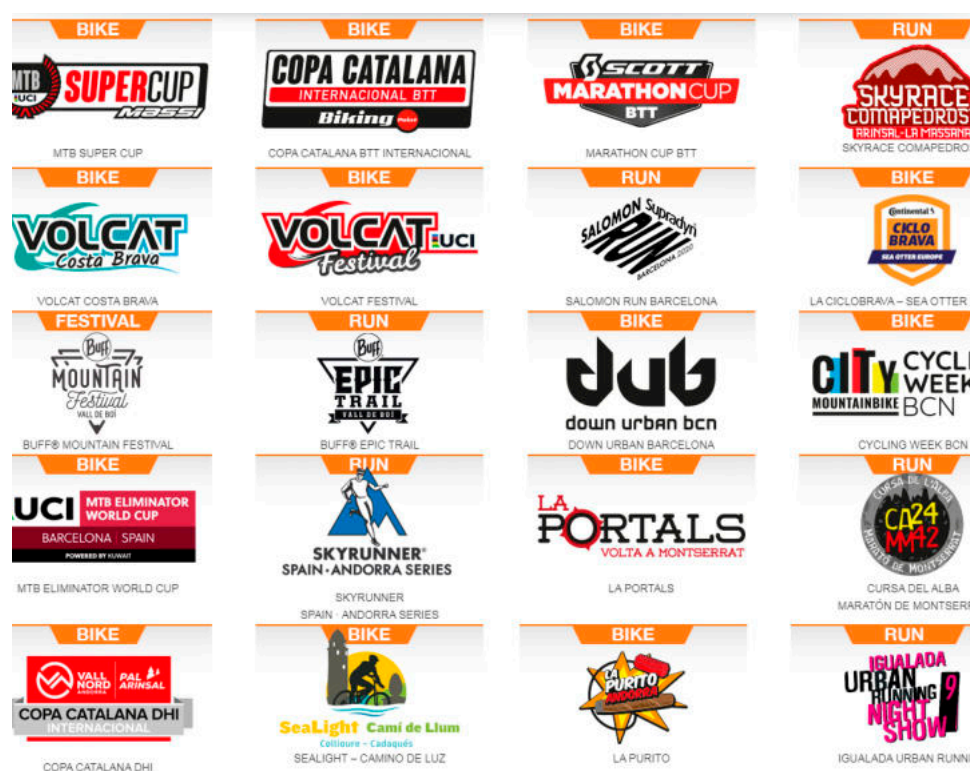 BIKE
BIKE
BIKE
RUN
MTB
UCI
SUPERCUP
MASSI
COPA CATALANA
INTERNACIONAL BTT
Biking Point
SCOTT
MARATHON CUP
BTT
SKYRACE
COMAPEDROS
ARINSAL-LA MASSANA
MTB SUPER CUP
COPA CATALANA BTT INTERNACIONAL
MARATHON CUP BTT
SKYRACE COMAPEDRO
BIKE
BIKE
RUN
BIKE
VOLCAT
Costa Brava
VOLCAT UCI
Festival
SALOMON Supradyn
RUN
BARCELONA 2020
Continental
CICLO
BRAVA
SEA OTTER EUROPE
VOLCAT COSTA BRAVA
VOLCAT FESTIVAL
SALOMON RUN BARCELONA
LA CICLOBRAVA – SEA OTTER
FESTIVAL
RUN
BIKE
BIKE
Buff
MOUNTAIN
Festival
VALL DE BOÍ
Buff
EPIC
TRAIL
VALL DE BOÍ
dub
down urban bcn
CITY
MOUNTAINBIKE
CYCLI
WEEK
BCN
BUFF® MOUNTAIN FESTIVAL
BUFF® EPIC TRAIL
DOWN URBAN BARCELONA
CYCLING WEEK BCN
BIKE
RUN
BIKE
RUN
UCI
MTB ELIMINATOR
WORLD CUP
BARCELONA | SPAIN
POWERED BY KUWAIT
SKYRUNNER®
SPAIN · ANDORRA SERIES
LA
PORTALS
VOLTA A MONTSERRAT
CURSA DE L'ALBA
CA24
MM42
MARATÓ DE MONTSERRAT
MTB ELIMINATOR WORLD CUP
SKYRUNNER
SPAIN · ANDORRA SERIES
LA PORTALS
CURSA DEL ALBA
MARATÓN DE MONTSERR
BIKE
BIKE
BIKE
RUN
VALL
NORD
ANDORRA
PAL
ARINSAL
COPA CATALANA DHI
INTERNACIONAL
SeaLight Camí de Llum
Collioure - Cadaqués
LA
PURITO
ANDORRA
IGUALADA
URBAN
RUNNING
NIGHT
SHOW
9
COPA CATALANA DHI
SEALIGHT – CAMINO DE LUZ
LA PURITO
IGUALADA URBAN RUNN